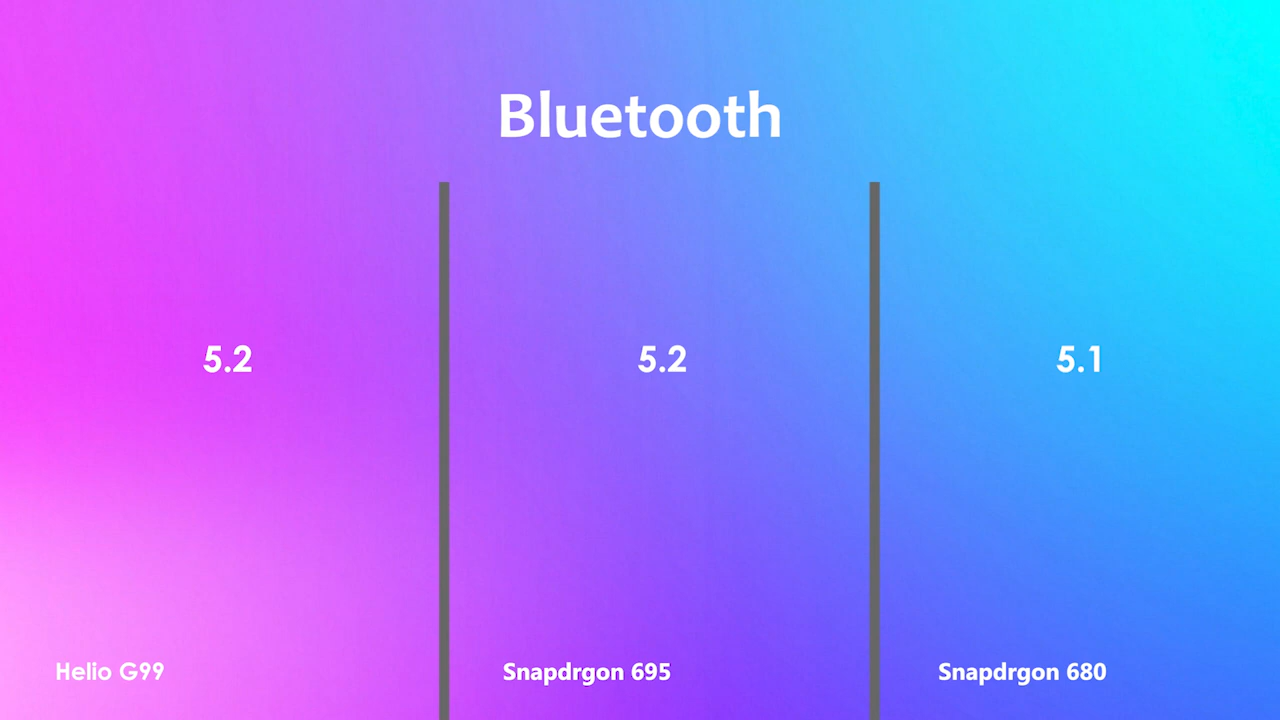 Bluetooth
5.2
5.2
5.1
Helio G99
Snapdrgon 695
Snapdrgon 680